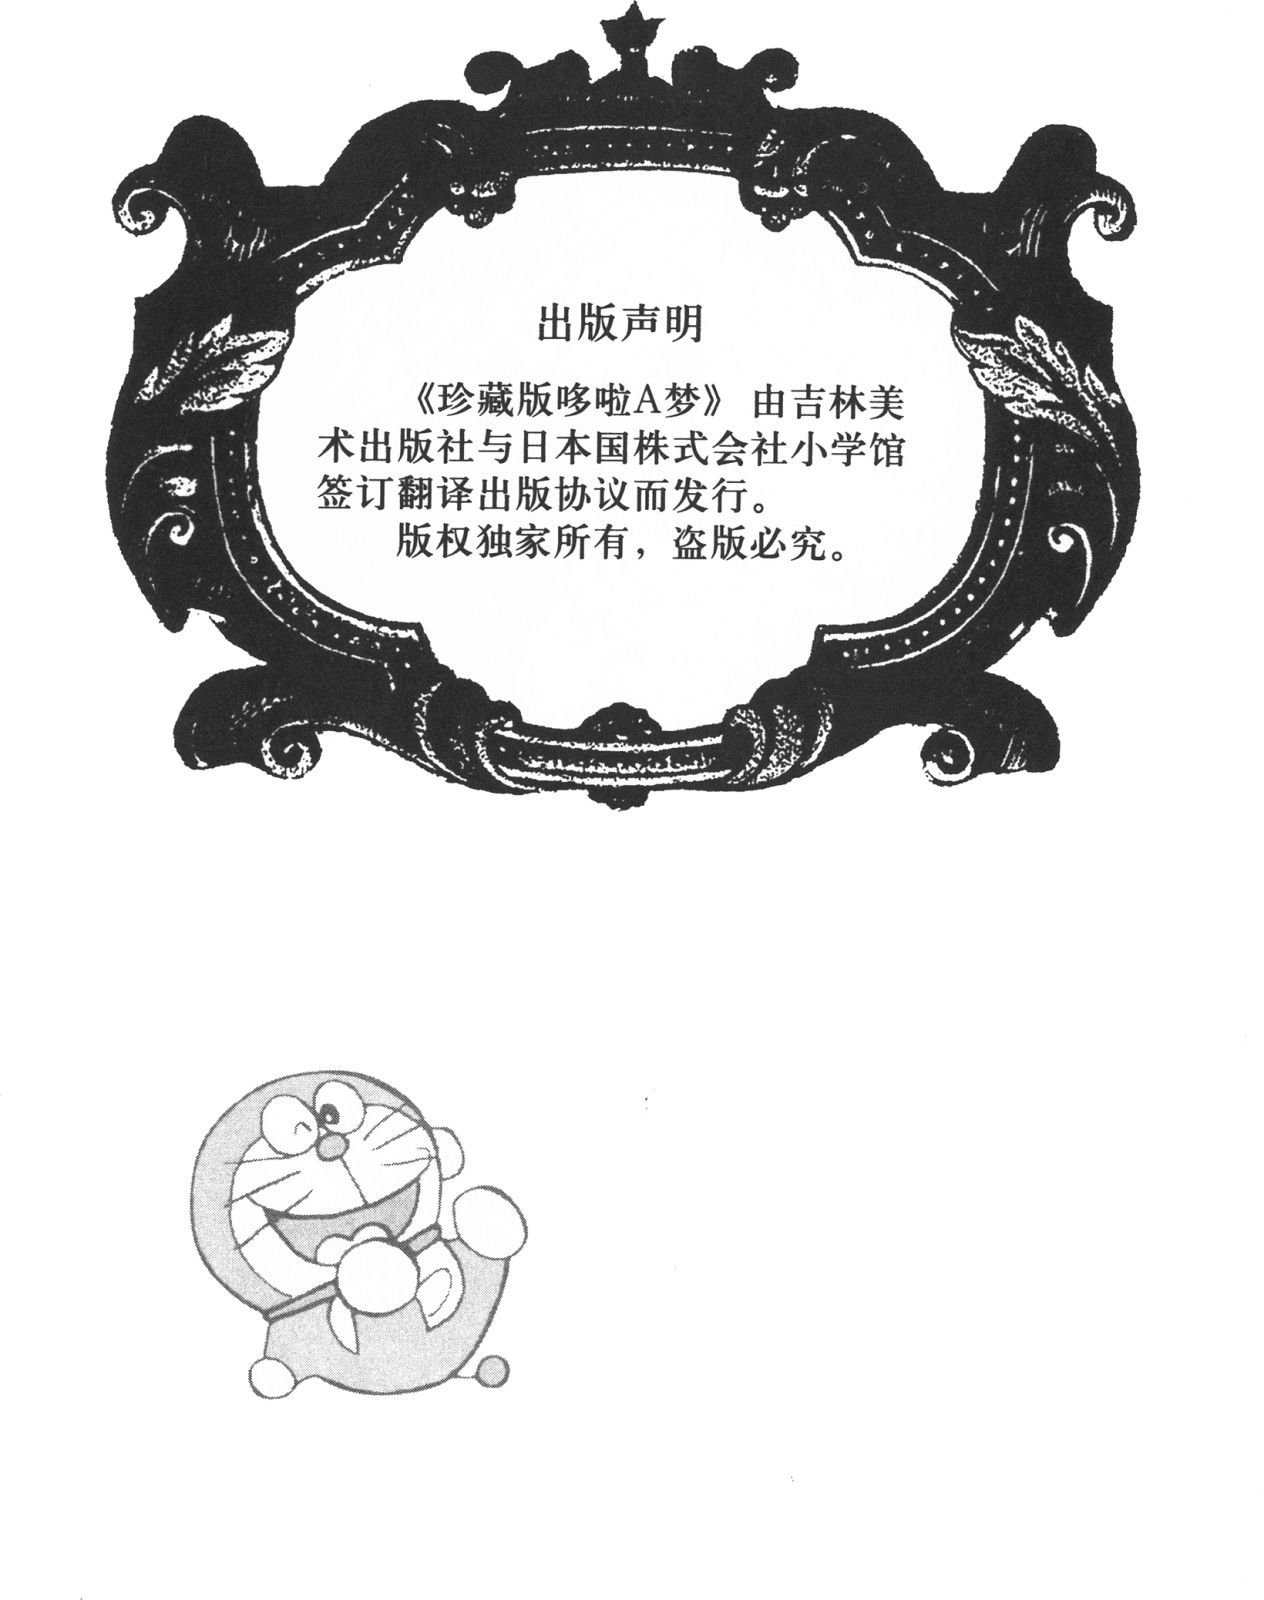 出版声明
《珍藏版哆啦A梦》 由吉林美
术出版社与日本国株式会社小学馆
签订翻译出版协议而发行。
版权独家所有，盗版必究。